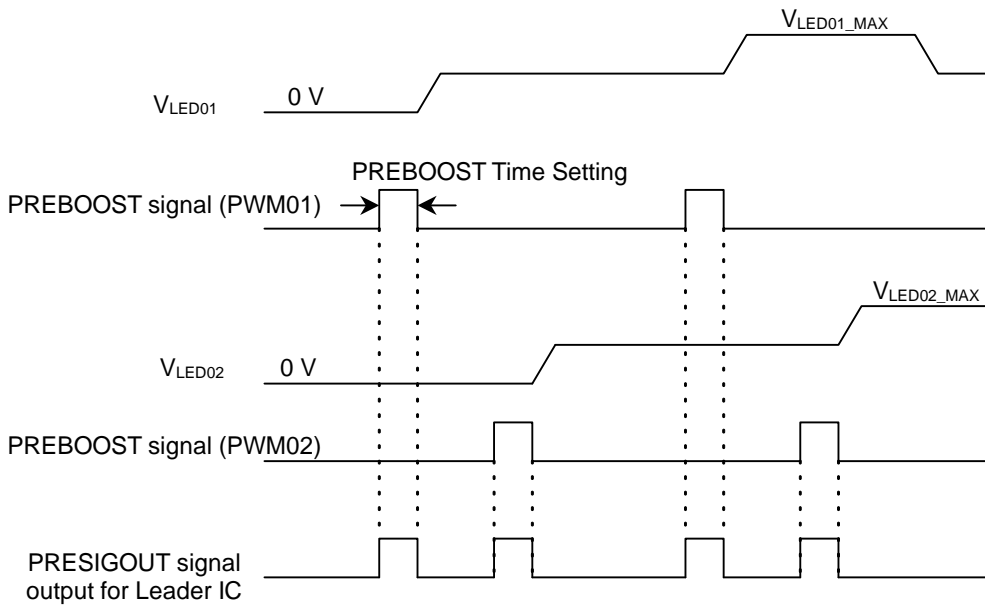 VLED01_MAX
VLED01
0 V
PREBOOST Time Setting
PREBOOST signal (PWM01)
VLED02_MAX
VLED02
0 V
PREBOOST signal (PWM02)
PRESIGOUT signal
output for Leader IC